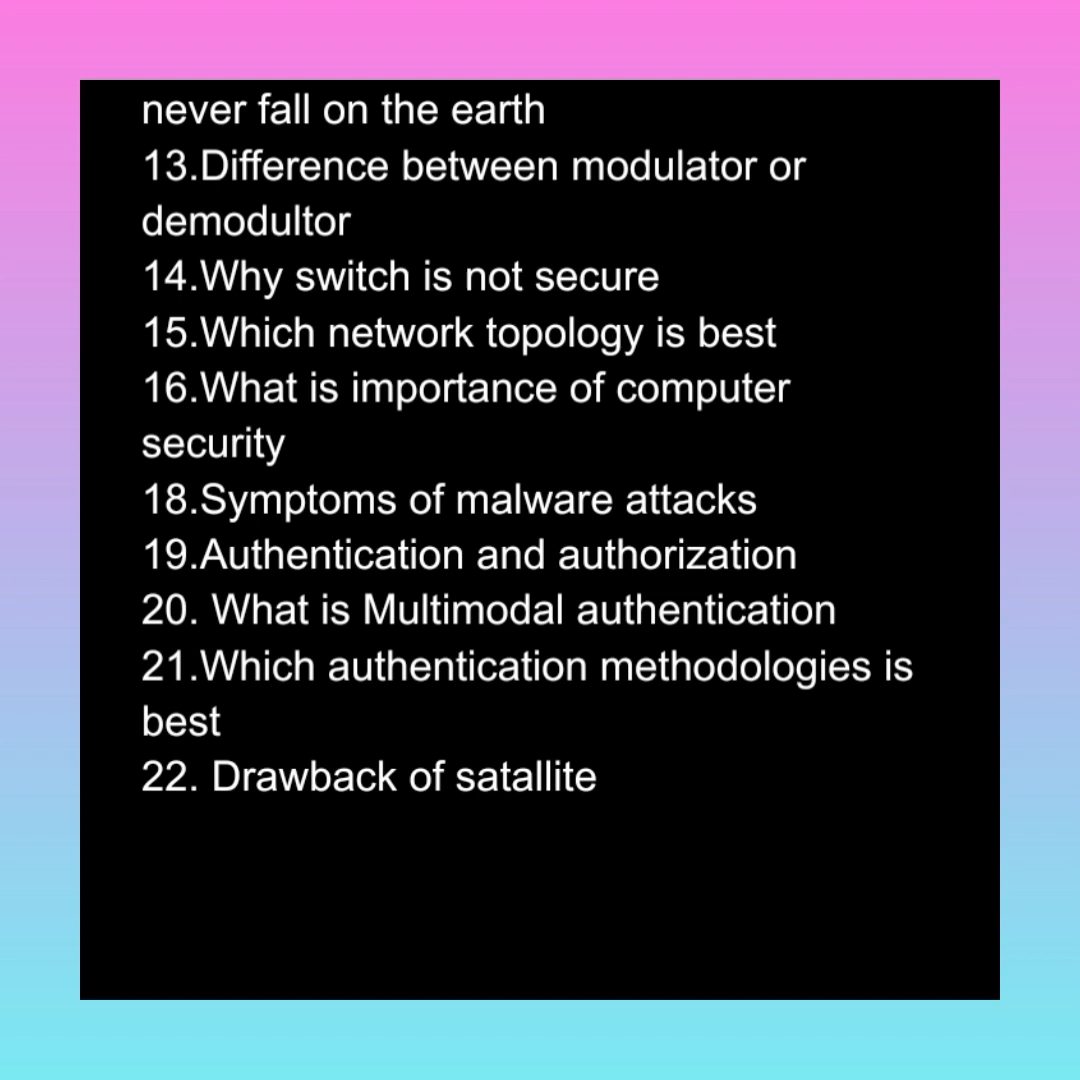 never fall on the earth
13.Difference between modulator or
demodultor
14.Why switch is not secure
15.Which network topology is best
16.What is importance of computer
security
18.Symptoms of malware attacks
19.Authentication and authorization
20. What is Multimodal authentication
21.Which authentication methodologies is
best
22. Drawback of satallite